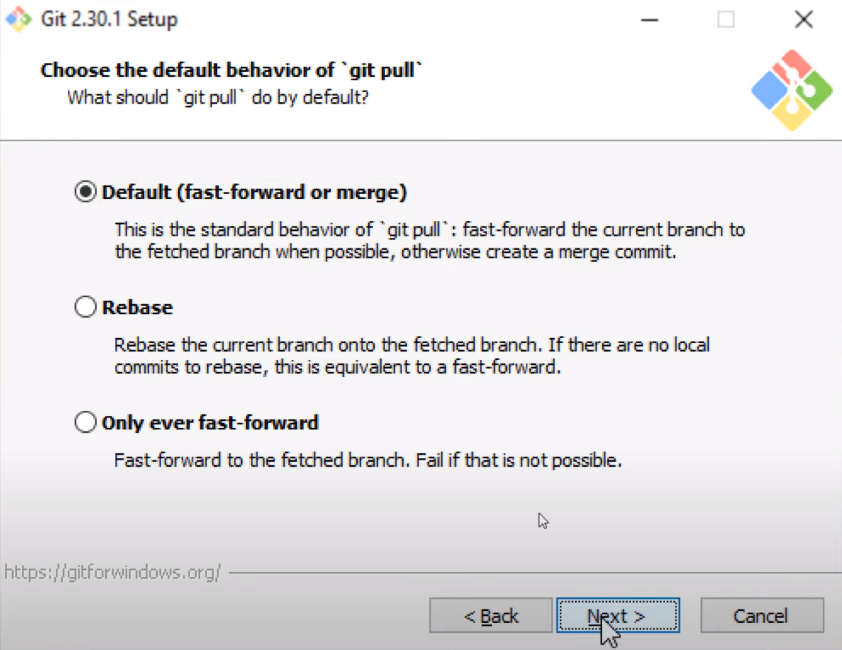 Git 2.30.1 Setup
Choose the default behavior of `git pull`
What should `git pull` do by default?
Default (fast-forward or merge)
This is the standard behavior of `git pull`: fast-forward the current branch to
the fetched branch when possible, otherwise create a merge commit.
Rebase
Rebase the current branch onto the fetched branch. If there are no local
commits to rebase, this is equivalent to a fast-forward.
Only ever fast-forward
Fast-forward to the fetched branch. Fail if that is not possible.
https://gitforwindows.org/
< Back
Next >
Cancel